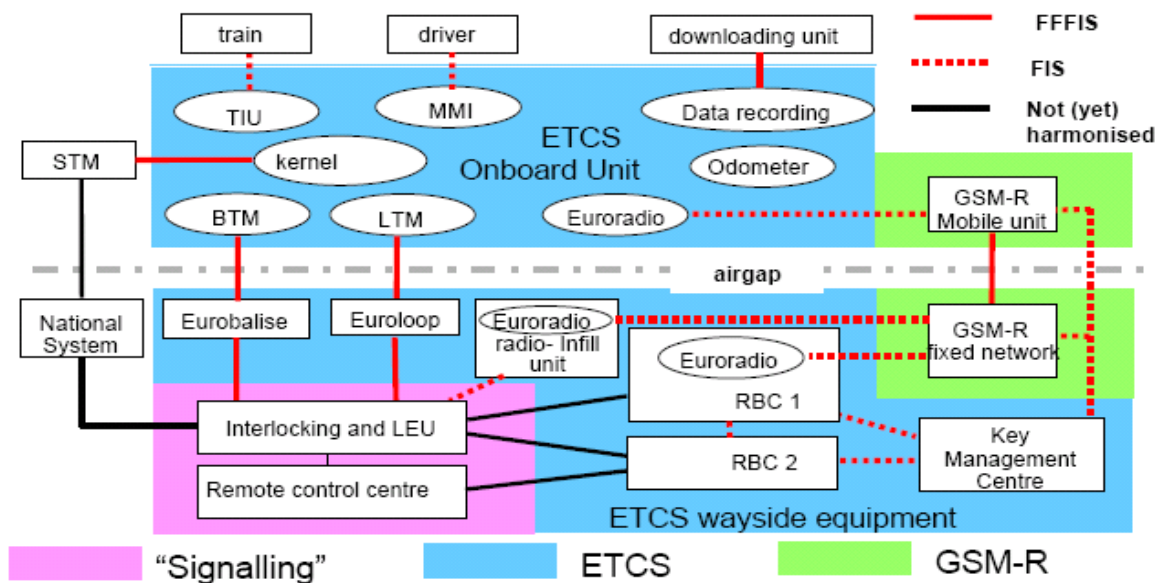 train
driver
downloading unit
FFFIS
FIS
Not (yet)
harmonised
TIU
MMI
Data recording
ETCS
Onboard Unit
STM
kernel
Odometer
BTM
LTM
Euroradio
GSM-R
Mobile unit
airgap
National
System
Eurobalise
Euroloop
Euroradio
radio- Infill
unit
GSM-R
fixed network
Euroradio
RBC 1
Interlocking and LEU
RBC 2
Key
Management
Centre
Remote control centre
ETCS wayside equipment
“Signalling”
ETCS
GSM-R